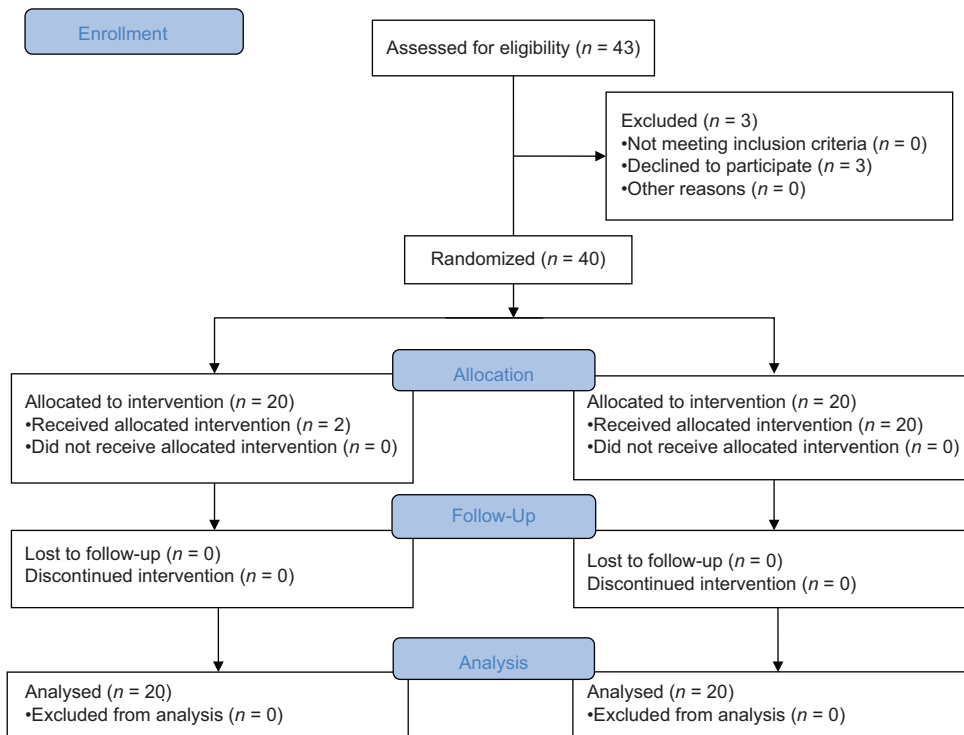 Enrollment
Assessed for eligibility (n = 43)
Excluded (n = 3)
•Not meeting inclusion criteria (n = 0)
•Declined to participate (n = 3)
•Other reasons (n = 0)
Randomized (n = 40)
Allocation
Allocated to intervention (n = 20)
•Received allocated intervention (n = 2)
•Did not receive allocated intervention (n = 0)
Allocated to intervention (n = 20)
•Received allocated intervention (n = 20)
•Did not receive allocated intervention (n = 0)
Follow-Up
Lost to follow-up (n = 0)
Discontinued intervention (n = 0)
Lost to follow-up (n = 0)
Discontinued intervention (n = 0)
Analysis
Analysed (n = 20)
•Excluded from analysis (n = 0)
Analysed (n = 20)
•Excluded from analysis (n = 0)